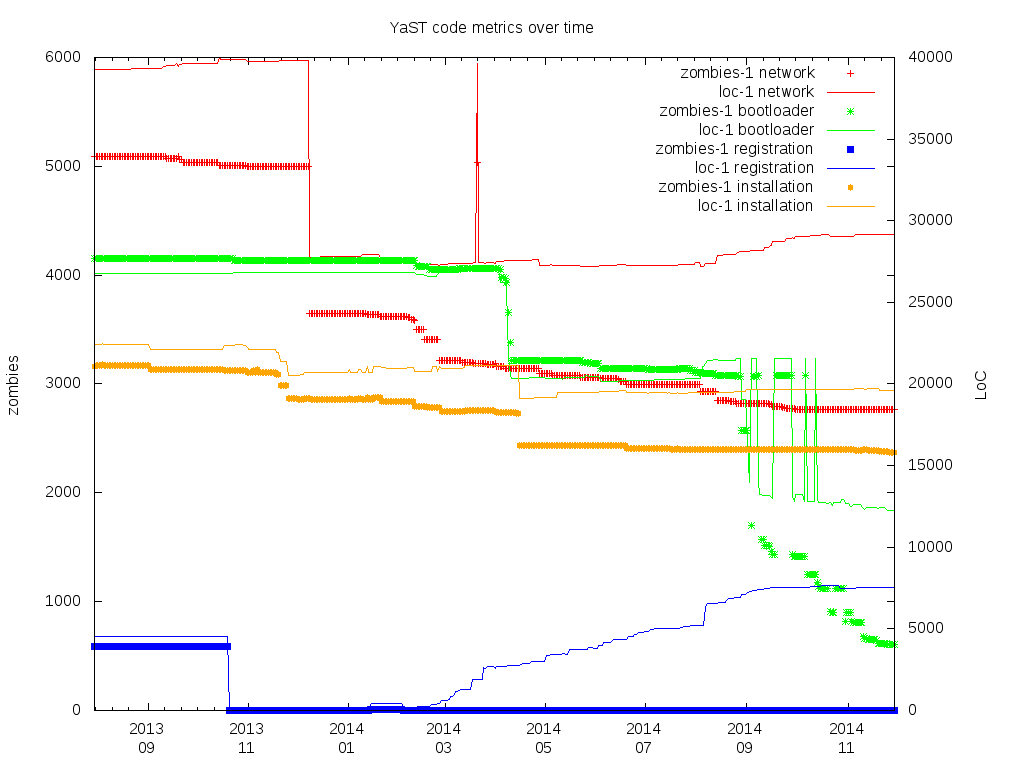 YaST code metrics over time
6000
5000
4000
3000
2000
1000
0
zombies
40000
35000
30000
25000
20000
15000
10000
5000
0
LoC
zombies-1 network
loc-1 network
zombies-1 bootloader
loc-1 bootloader
zombies-1 registration
loc-1 registration
zombies-1 installation
loc-1 installation
2013 2013 2014 2014 2014 2014 2014 2014
09 11 01 03 05 07 09 11